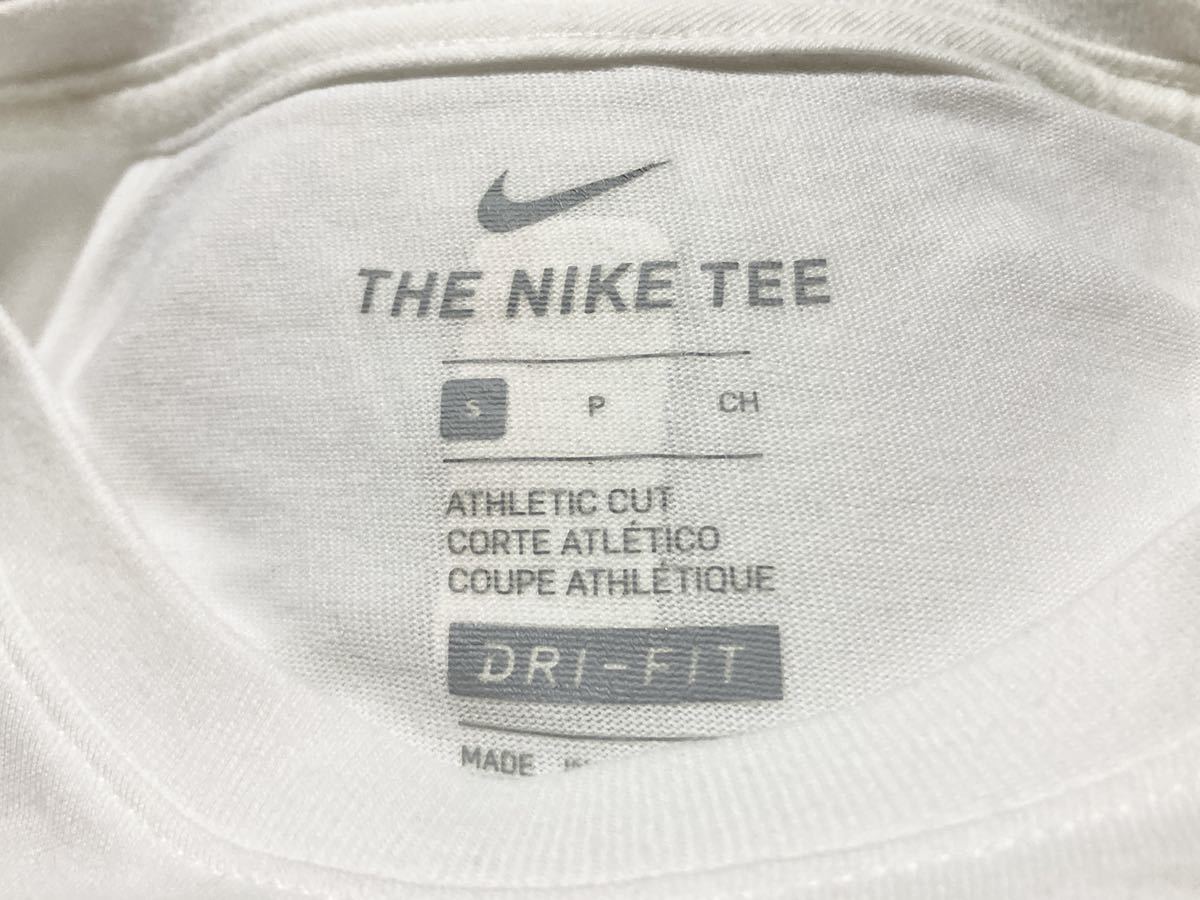 THE NIKE TEE
S P CH
ATHLETIC CUT
CORTE ATLÉTICO
COUPE ATHLÉTIQUE
DRI-FIT
MADE